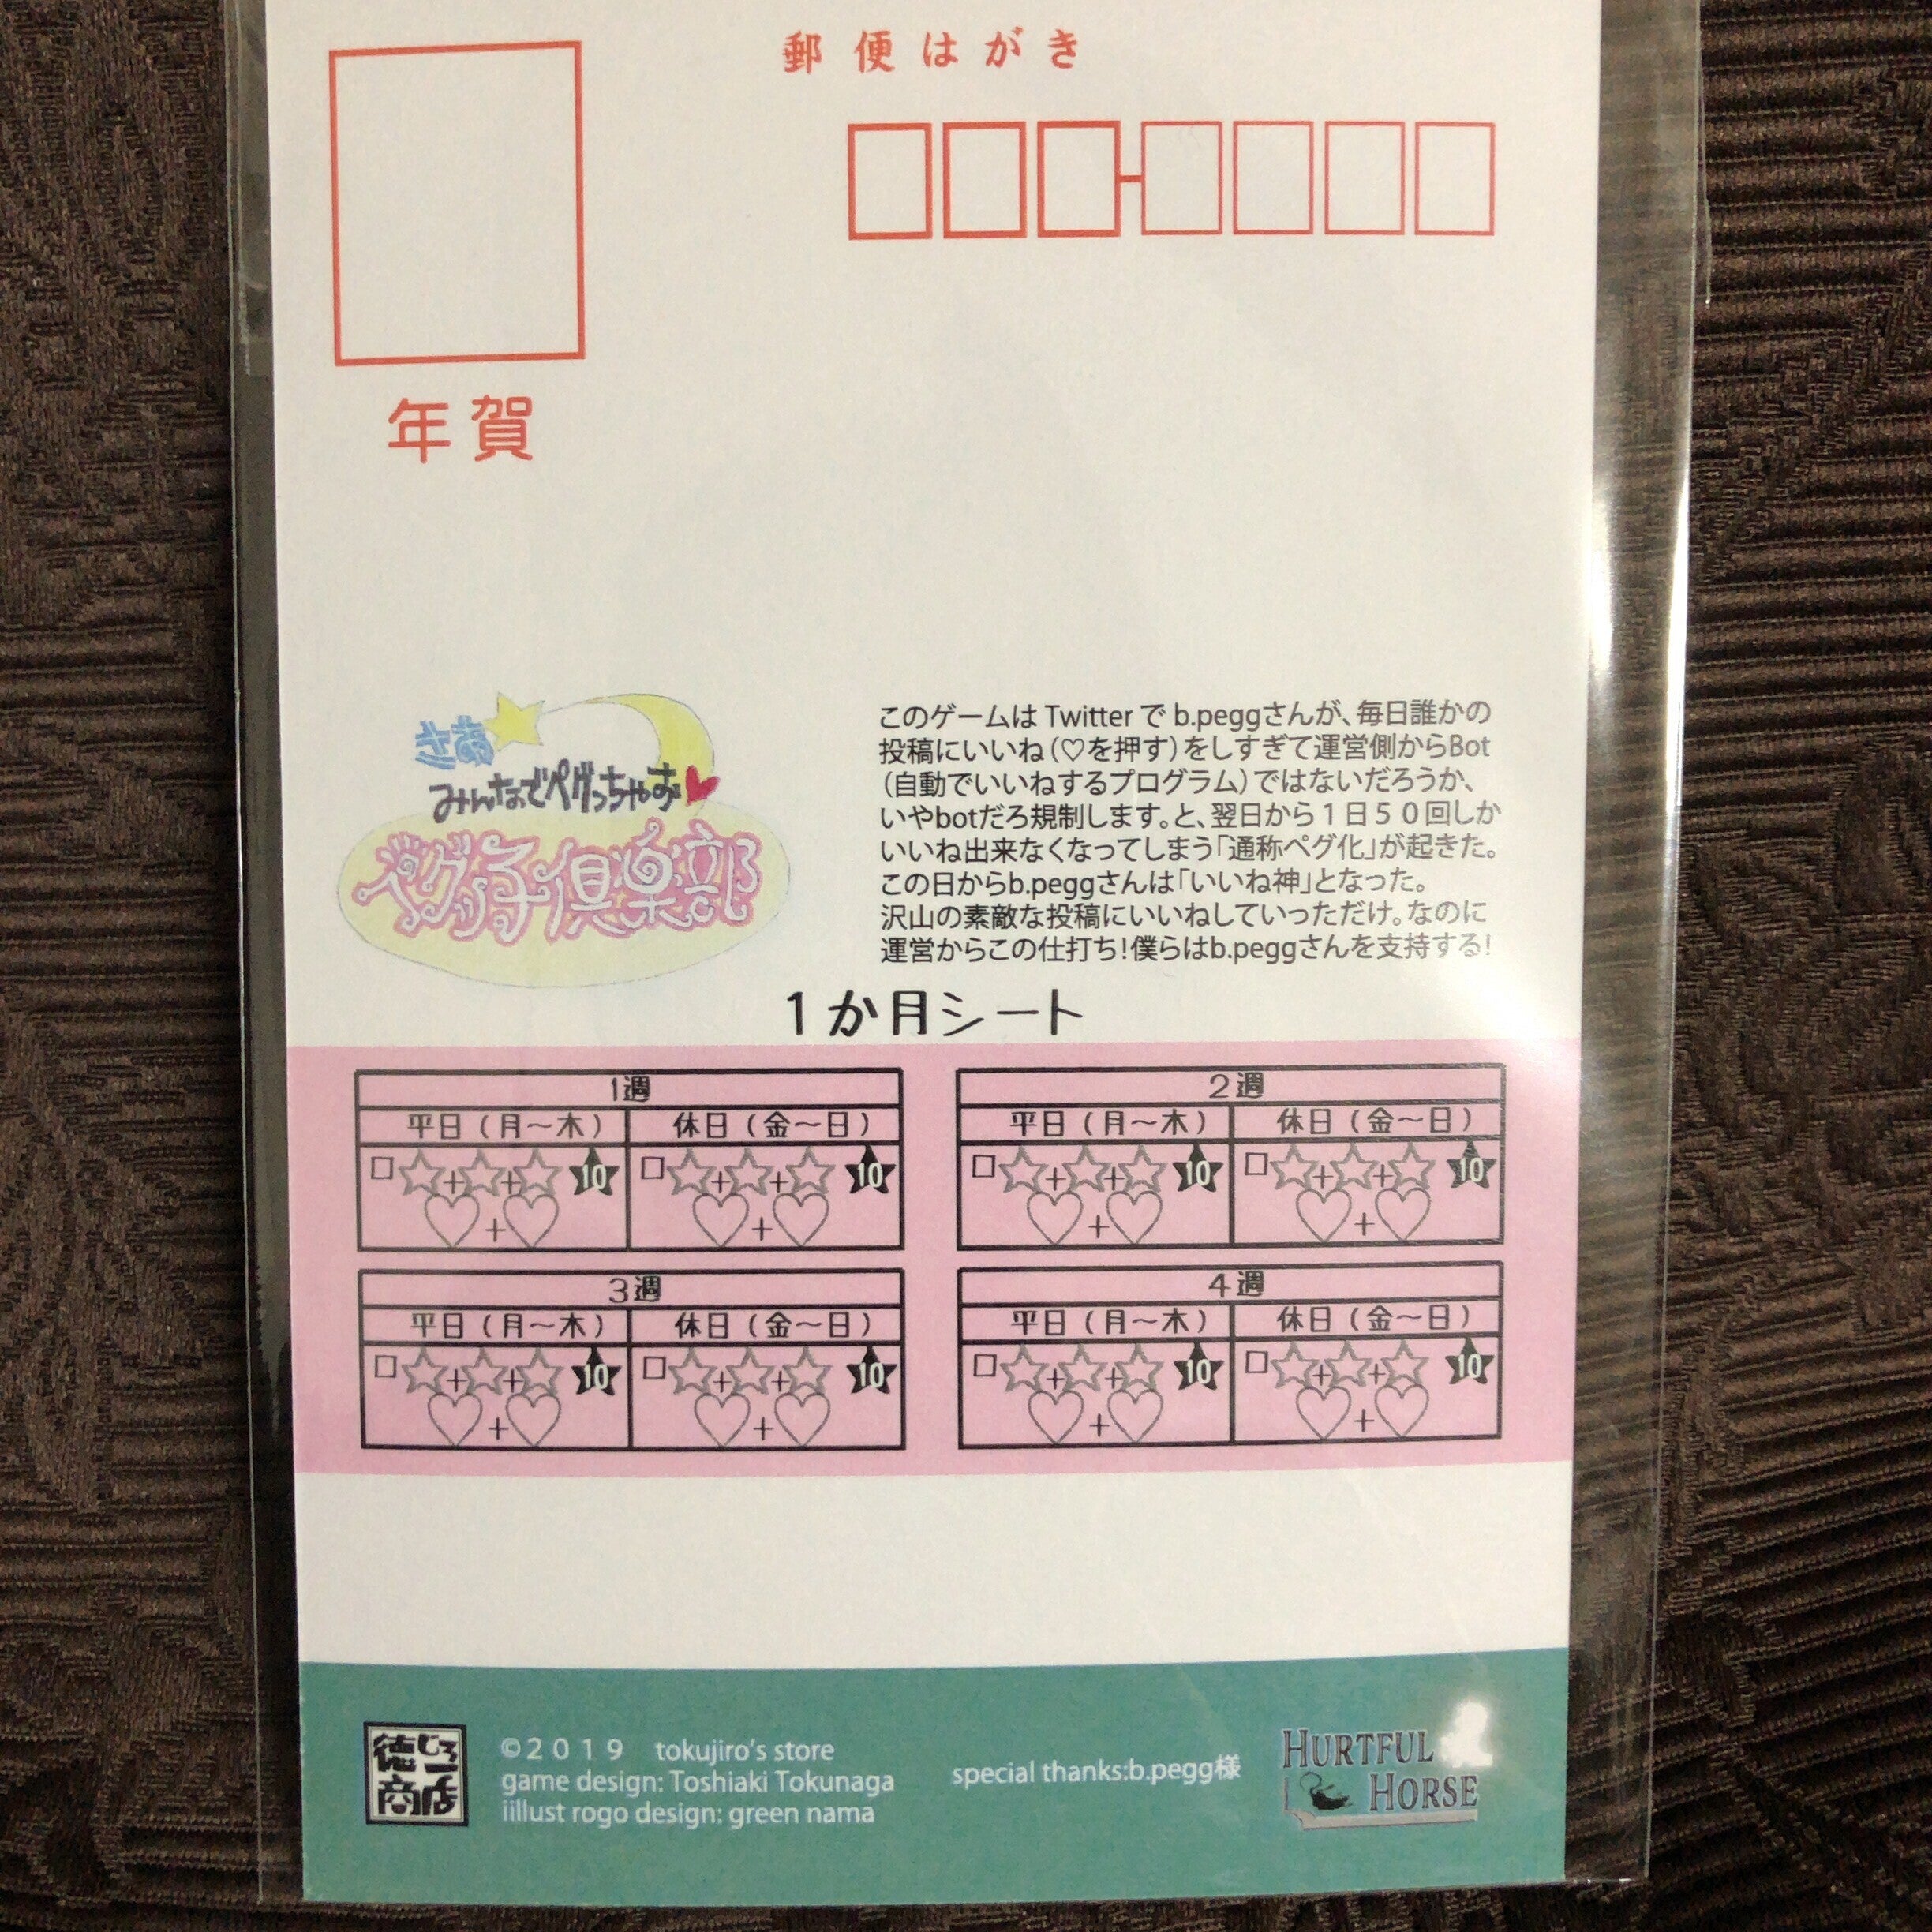 郵便はがき
年賀
さあ
みんなでペグっちゃお♥
ペグっ子倶楽部
このゲームは Twitter で b.peggさんが、毎日誰かの
投稿にいいね（♡を押す）をしすぎて運営側からBot
（自動でいいねするプログラム）ではないだろうか、
いやbotだろ規制します。と、翌日から１日５０回しか
いいね出来なくなってしまう「通称ペグ化」が起きた。
この日からb.peggさんは「いいね神」となった。
沢山の素敵な投稿にいいねしていっただけ。なのに
運営からこの仕打ち！僕らはb.peggさんを支持する！
１か月シート
1週
平日（月〜木） 休日（金〜日）
□☆+☆+☆ ★10 □☆+☆+☆ ★10
♡+♡ ♡+♡
2週
平日（月〜木） 休日（金〜日）
□☆+☆+☆ ★10 □☆+☆+☆ ★10
♡+♡ ♡+♡
3週
平日（月〜木） 休日（金〜日）
□☆+☆+☆ ★10 □☆+☆+☆ ★10
♡+♡ ♡+♡
4週
平日（月〜木） 休日（金〜日）
□☆+☆+☆ ★10 □☆+☆+☆ ★10
♡+♡ ♡+♡
徳じろー
商店
©２０１９ tokujiro's store
game design: Toshiaki Tokunaga
iillust rogo design: green nama
special thanks:b.pegg様
HURTFUL
HORSE